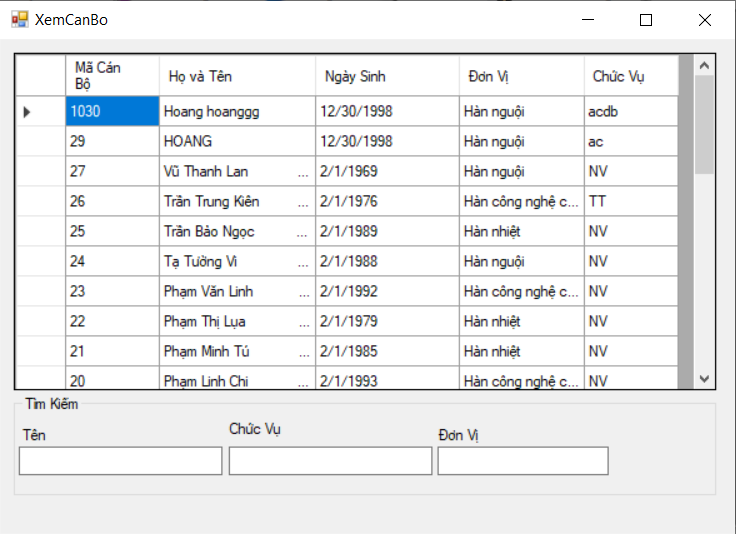 XemCanBo
Mã Cán
Bộ
Họ và Tên
Ngày Sinh
Đơn Vị
Chức Vụ
1030 Hoang hoanggg 12/30/1998 Hàn nguội acdb
29 HOANG 12/30/1998 Hàn nguội ac
27 Vũ Thanh Lan ... 2/1/1969 Hàn nguội NV
26 Trần Trung Kiên ... 2/1/1976 Hàn công nghệ c... TT
25 Trần Bảo Ngọc ... 2/1/1989 Hàn nhiệt NV
24 Tạ Tường Vi ... 2/1/1988 Hàn nguội NV
23 Phạm Văn Linh ... 2/1/1992 Hàn công nghệ c... NV
22 Phạm Thị Lụa ... 2/1/1979 Hàn nhiệt NV
21 Phạm Minh Tú ... 2/1/1985 Hàn nhiệt NV
20 Phạm Linh Chi ... 2/1/1993 Hàn công nghệ c... NV
Tìm Kiếm
Tên
Chức Vụ
Đơn Vị